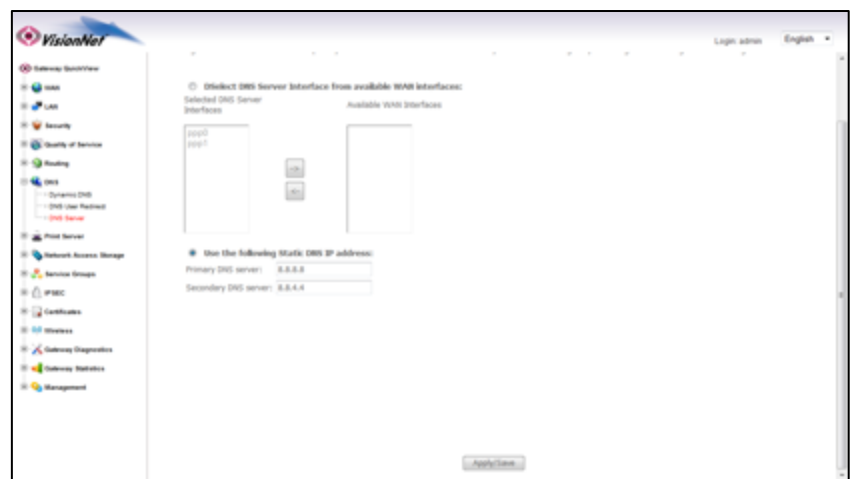 VisionNet
Login: admin
English
Gateway QuickView
WAN
LAN
Security
Quality of Service
Routing
DNS
Dynamic DNS
DNS User Redirect
DNS Server
Print Server
Network Access Storage
Service Groups
IPSEC
Certificates
Wireless
Gateway Diagnostics
Gateway Statistics
Management
DSelect DNS Server Interface from available WAN interfaces:
Selected DNS Server Interfaces
Available WAN Interfaces
ppp0
ppp1
->
<-
Use the following Static DNS IP address:
Primary DNS server: 8.8.8.8
Secondary DNS server: 8.8.4.4
Apply/Save